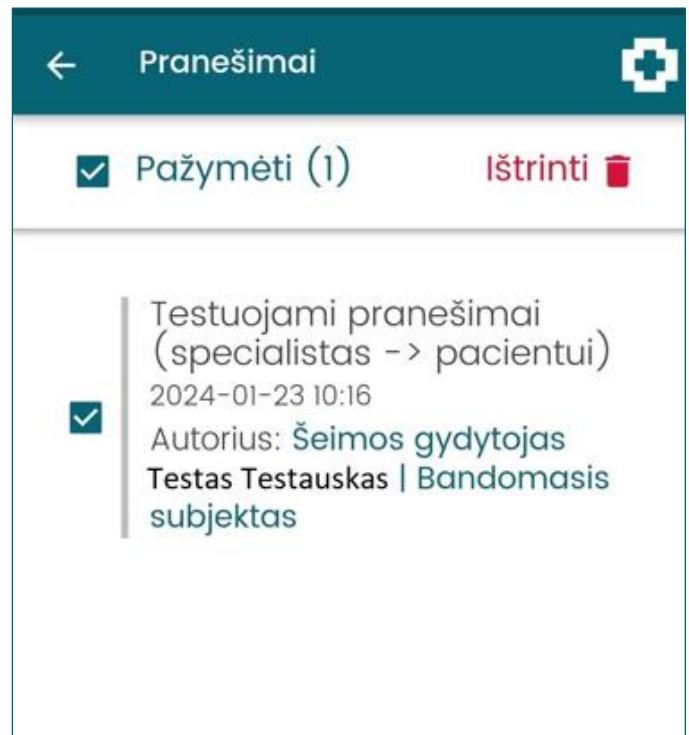 Pranešimai
Pažymėti (1)
Ištrinti
Testuojami pranešimai
(specialistas -> pacientui)
2024-01-23 10:16
Autorius: Šeimos gydytojas
Testas Testauskas | Bandomasis
subjektas